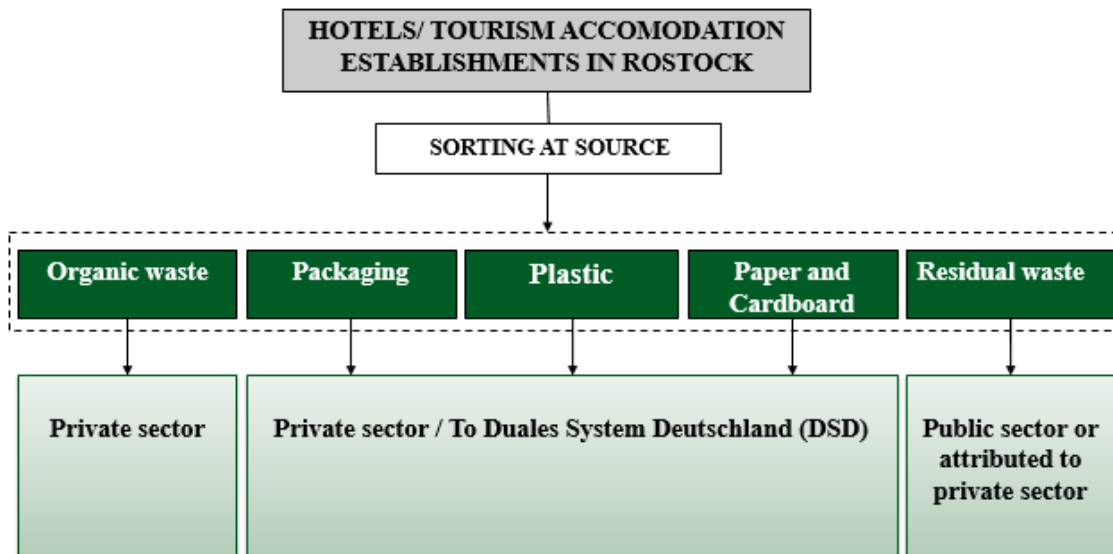 HOTELS/ TOURISM ACCOMODATION
ESTABLISHMENTS IN ROSTOCK
SORTING AT SOURCE
Organic waste
Packaging
Plastic
Paper and
Cardboard
Residual waste
Private sector
Private sector / To Duales System Deutschland (DSD)
Public sector or
attributed to
private sector